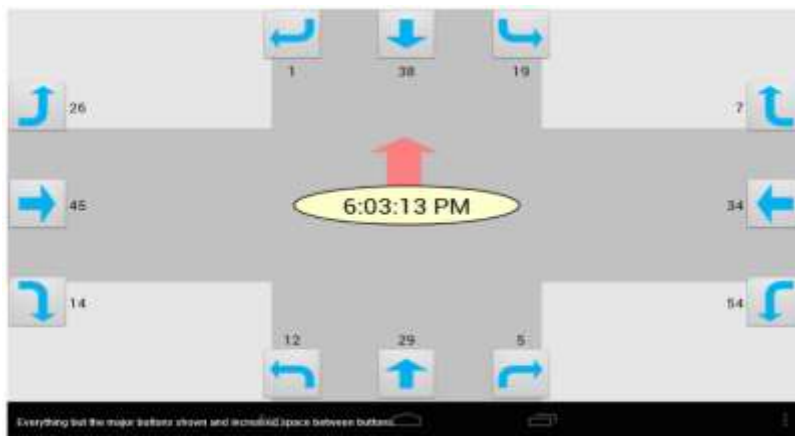 1 38 19
26 7
6:03:13 PM
45 34
14 54
12 29 5
Everything but the major buttons shown and increased space between buttons.